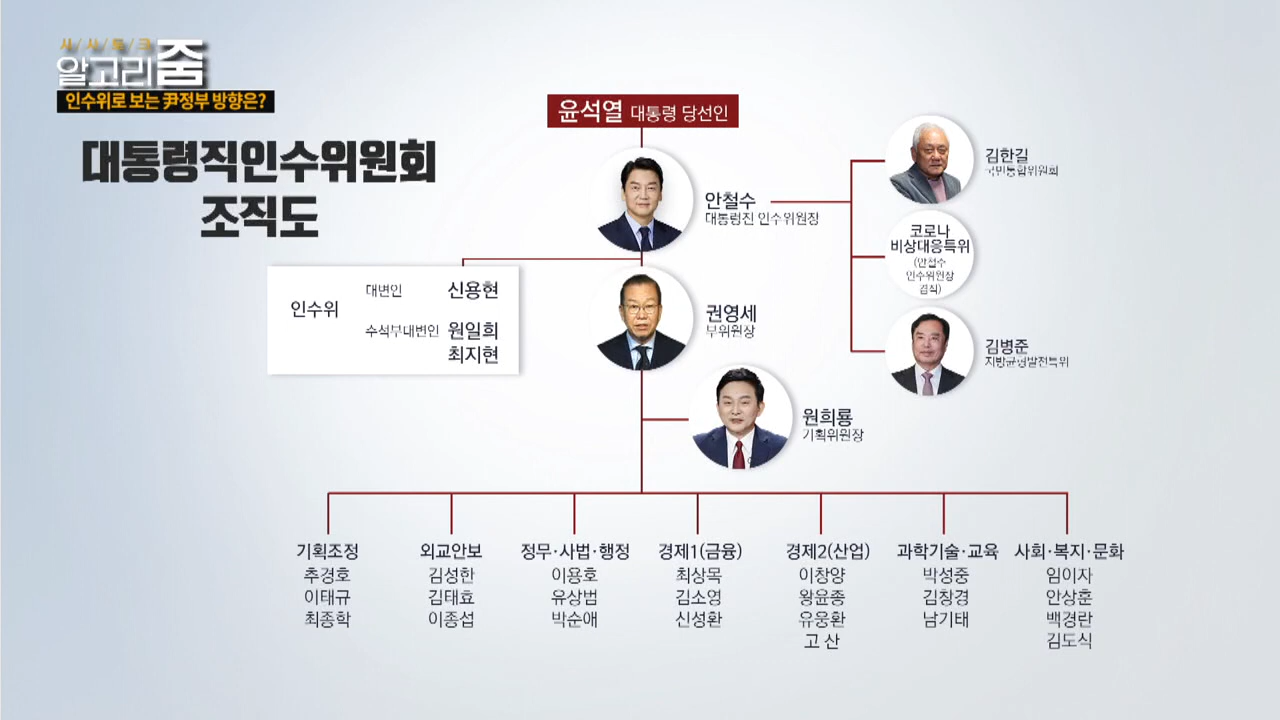 시/사/토/크
알고리줌
인수위로 보는 尹정부 방향은?
대통령직인수위원회
조직도
윤석열 대통령 당선인
안철수
대통령진 인수위원장
김한길
국민통합위원회
코로나
비상대응특위
(안철수
인수위원장
겸직)
김병준
지방균형발전특위
인수위
대변인 신용현
수석부대변인 원일희
최지현
권영세
부위원장
원희룡
기획위원장
기획조정
추경호
이태규
최종학
외교안보
김성한
김태효
이종섭
정무·사법·행정
이용호
유상범
박순애
경제1(금융)
최상목
김소영
신성환
경제2(산업)
이창양
왕윤종
유웅환
고 산
과학기술·교육
박성중
김창경
남기태
사회·복지·문화
임이자
안상훈
백경란
김도식